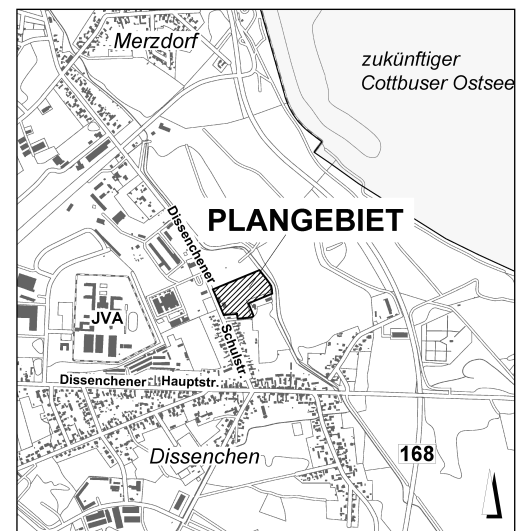 Merzdorf
zukünftiger
Cottbuser Ostsee
PLANGEBIET
Dissenchener
Schulstr.
JVA
Dissenchener Hauptstr.
Dissenchen
168